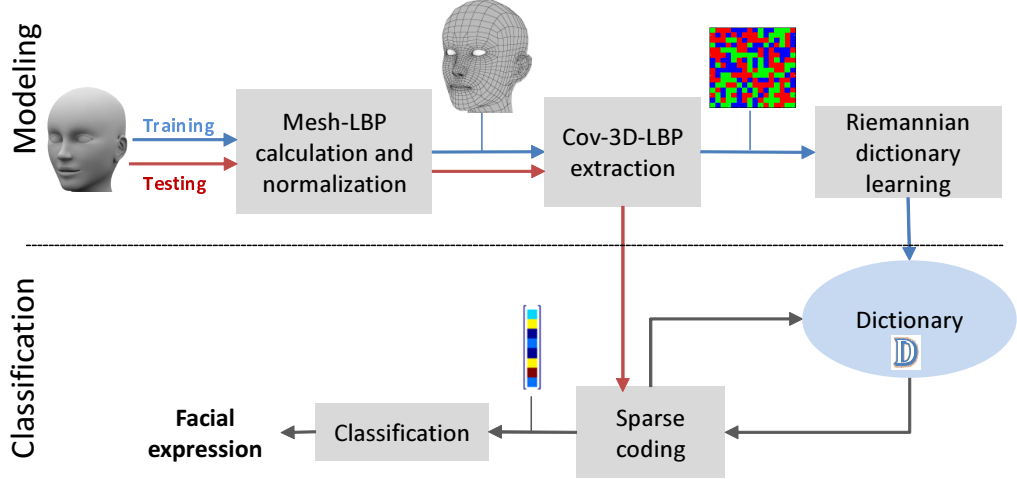 Modeling
Training
Testing
Mesh-LBP
calculation and
normalization
Cov-3D-LBP
extraction
Riemannian
dictionary
learning
Classification
Dictionary
D
Sparse
coding
Classification
Facial
expression